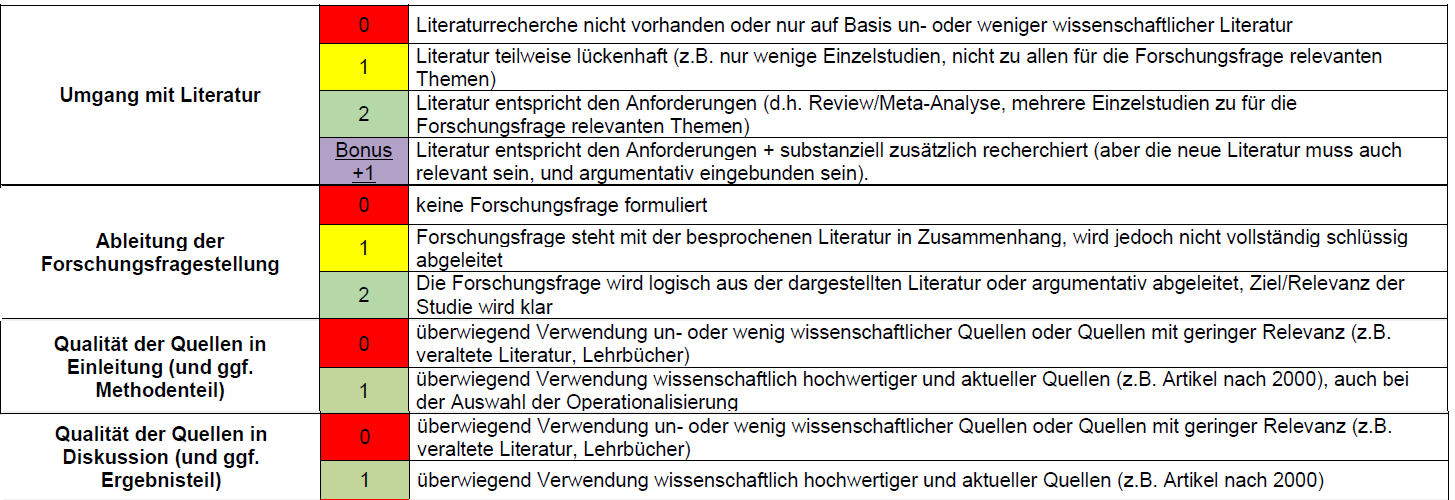 Umgang mit Literatur
0
Literaturrecherche nicht vorhanden oder nur auf Basis un- oder weniger wissenschaftlicher Literatur
1
Literatur teilweise lückenhaft (z.B. nur wenige Einzelstudien, nicht zu allen für die Forschungsfrage relevanten
Themen)
2
Literatur entspricht den Anforderungen (d.h. Review/Meta-Analyse, mehrere Einzelstudien zu für die
Forschungsfrage relevanten Themen)
Bonus
+1
Literatur entspricht den Anforderungen + substanziell zusätzlich recherchiert (aber die neue Literatur muss auch
relevant sein, und argumentativ eingebunden sein).
Ableitung der
Forschungsfragestellung
0
keine Forschungsfrage formuliert
1
Forschungsfrage steht mit der besprochenen Literatur in Zusammenhang, wird jedoch nicht vollständig schlüssig
abgeleitet
2
Die Forschungsfrage wird logisch aus der dargestellten Literatur oder argumentativ abgeleitet, Ziel/Relevanz der
Studie wird klar
Qualität der Quellen in
Einleitung (und ggf.
Methodenteil)
0
überwiegend Verwendung un- oder wenig wissenschaftlicher Quellen oder Quellen mit geringer Relevanz (z.B.
veraltete Literatur, Lehrbücher)
1
überwiegend Verwendung wissenschaftlich hochwertiger und aktueller Quellen (z.B. Artikel nach 2000), auch bei
der Auswahl der Operationalisierung
Qualität der Quellen in
Diskussion (und ggf.
Ergebnisteil)
0
überwiegend Verwendung un- oder wenig wissenschaftlicher Quellen oder Quellen mit geringer Relevanz (z.B.
veraltete Literatur, Lehrbücher)
1
überwiegend Verwendung wissenschaftlich hochwertiger und aktueller Quellen (z.B. Artikel nach 2000)